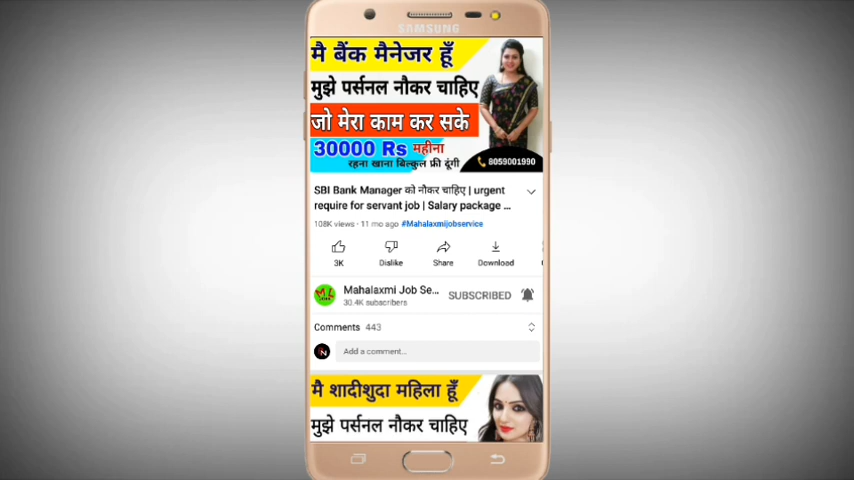 SAMSUNG
मै बैंक मैनेजर हूँ
मुझे पर्सनल नौकर चाहिए
जो मेरा काम कर सके
30000 Rs महीना
रहना खाना बिल्कुल फ्री दूंगी
8059001990
SBI Bank Manager को नौकर चाहिए | urgent
require for servant job | Salary package ...
108K views · 11 mo ago #Mahalaxmijobservice
3K Dislike Share Download
Mahalaxmi Job Se... SUBSCRIBED
30.4K subscribers
Comments 443
Add a comment...
मै शादीशुदा महिला हूँ
मुझे पर्सनल नौकर चाहिए